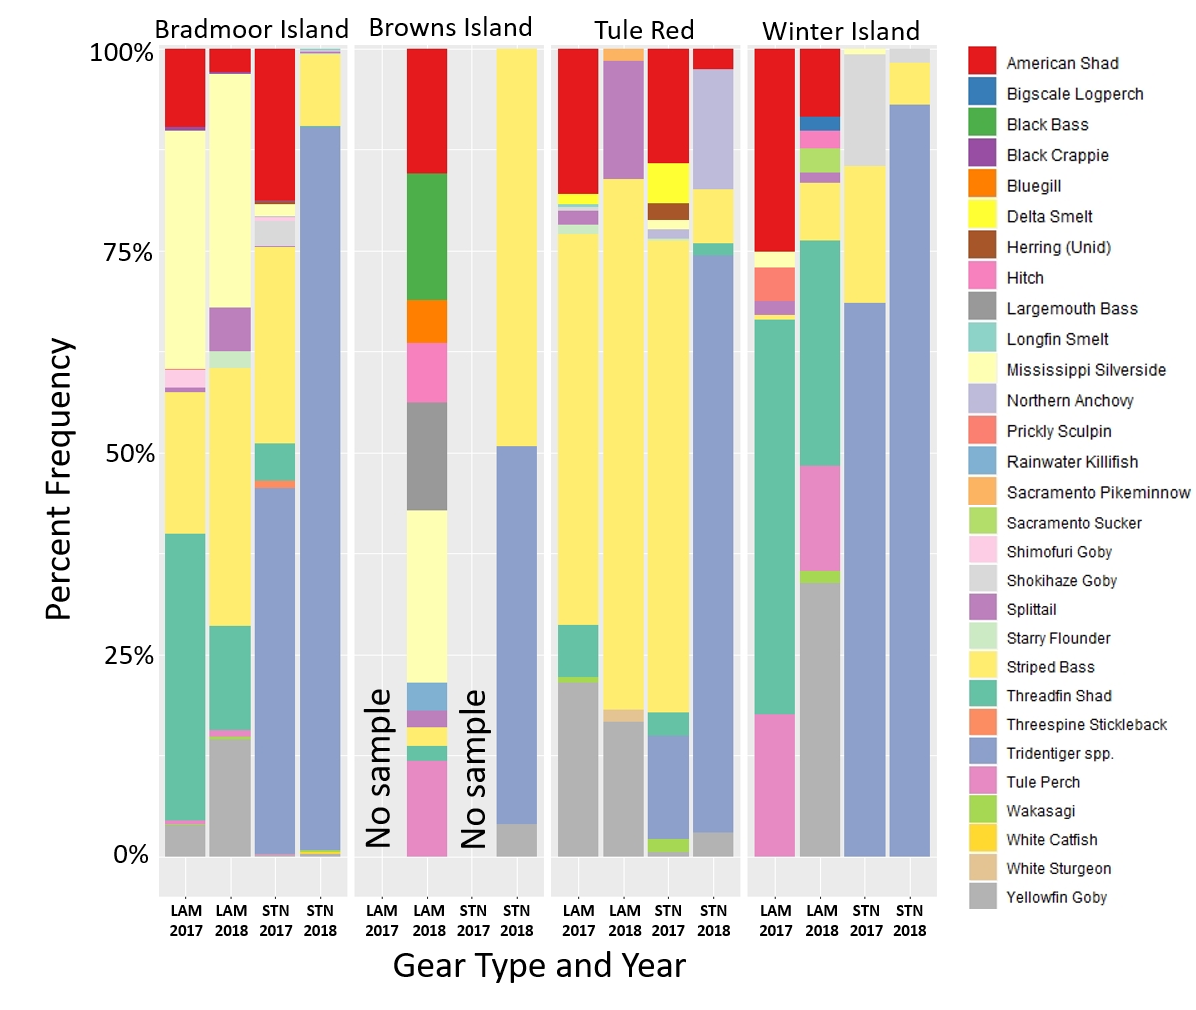 Bradmoor Island
Browns Island
Tule Red
Winter Island
100%
75%
50%
25%
0%
Percent Frequency
No sample
No sample
LAM
2017
LAM
2018
STN
2017
STN
2018
LAM
2017
LAM
2018
STN
2017
STN
2018
LAM
2017
LAM
2018
STN
2017
STN
2018
LAM
2017
LAM
2018
STN
2017
STN
2018
Gear Type and Year
American Shad
Bigscale Logperch
Black Bass
Black Crappie
Bluegill
Delta Smelt
Herring (Unid)
Hitch
Largemouth Bass
Longfin Smelt
Mississippi Silverside
Northern Anchovy
Prickly Sculpin
Rainwater Killifish
Sacramento Pikeminnow
Sacramento Sucker
Shimofuri Goby
Shokihaze Goby
Splittail
Starry Flounder
Striped Bass
Threadfin Shad
Threespine Stickleback
Tridentiger spp.
Tule Perch
Wakasagi
White Catfish
White Sturgeon
Yellowfin Goby